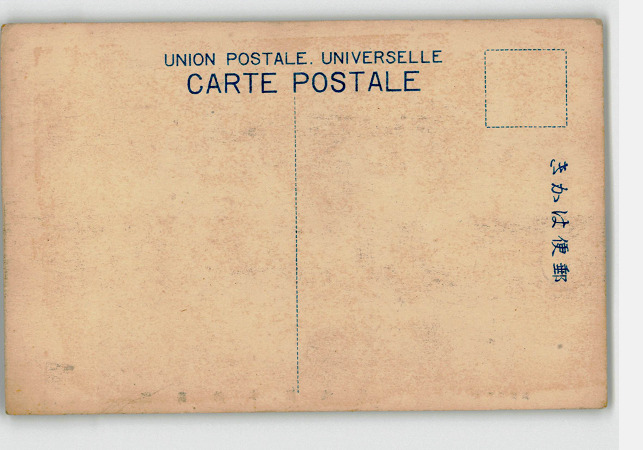 UNION POSTALE. UNIVERSELLE
CARTE POSTALE
郵便はかき